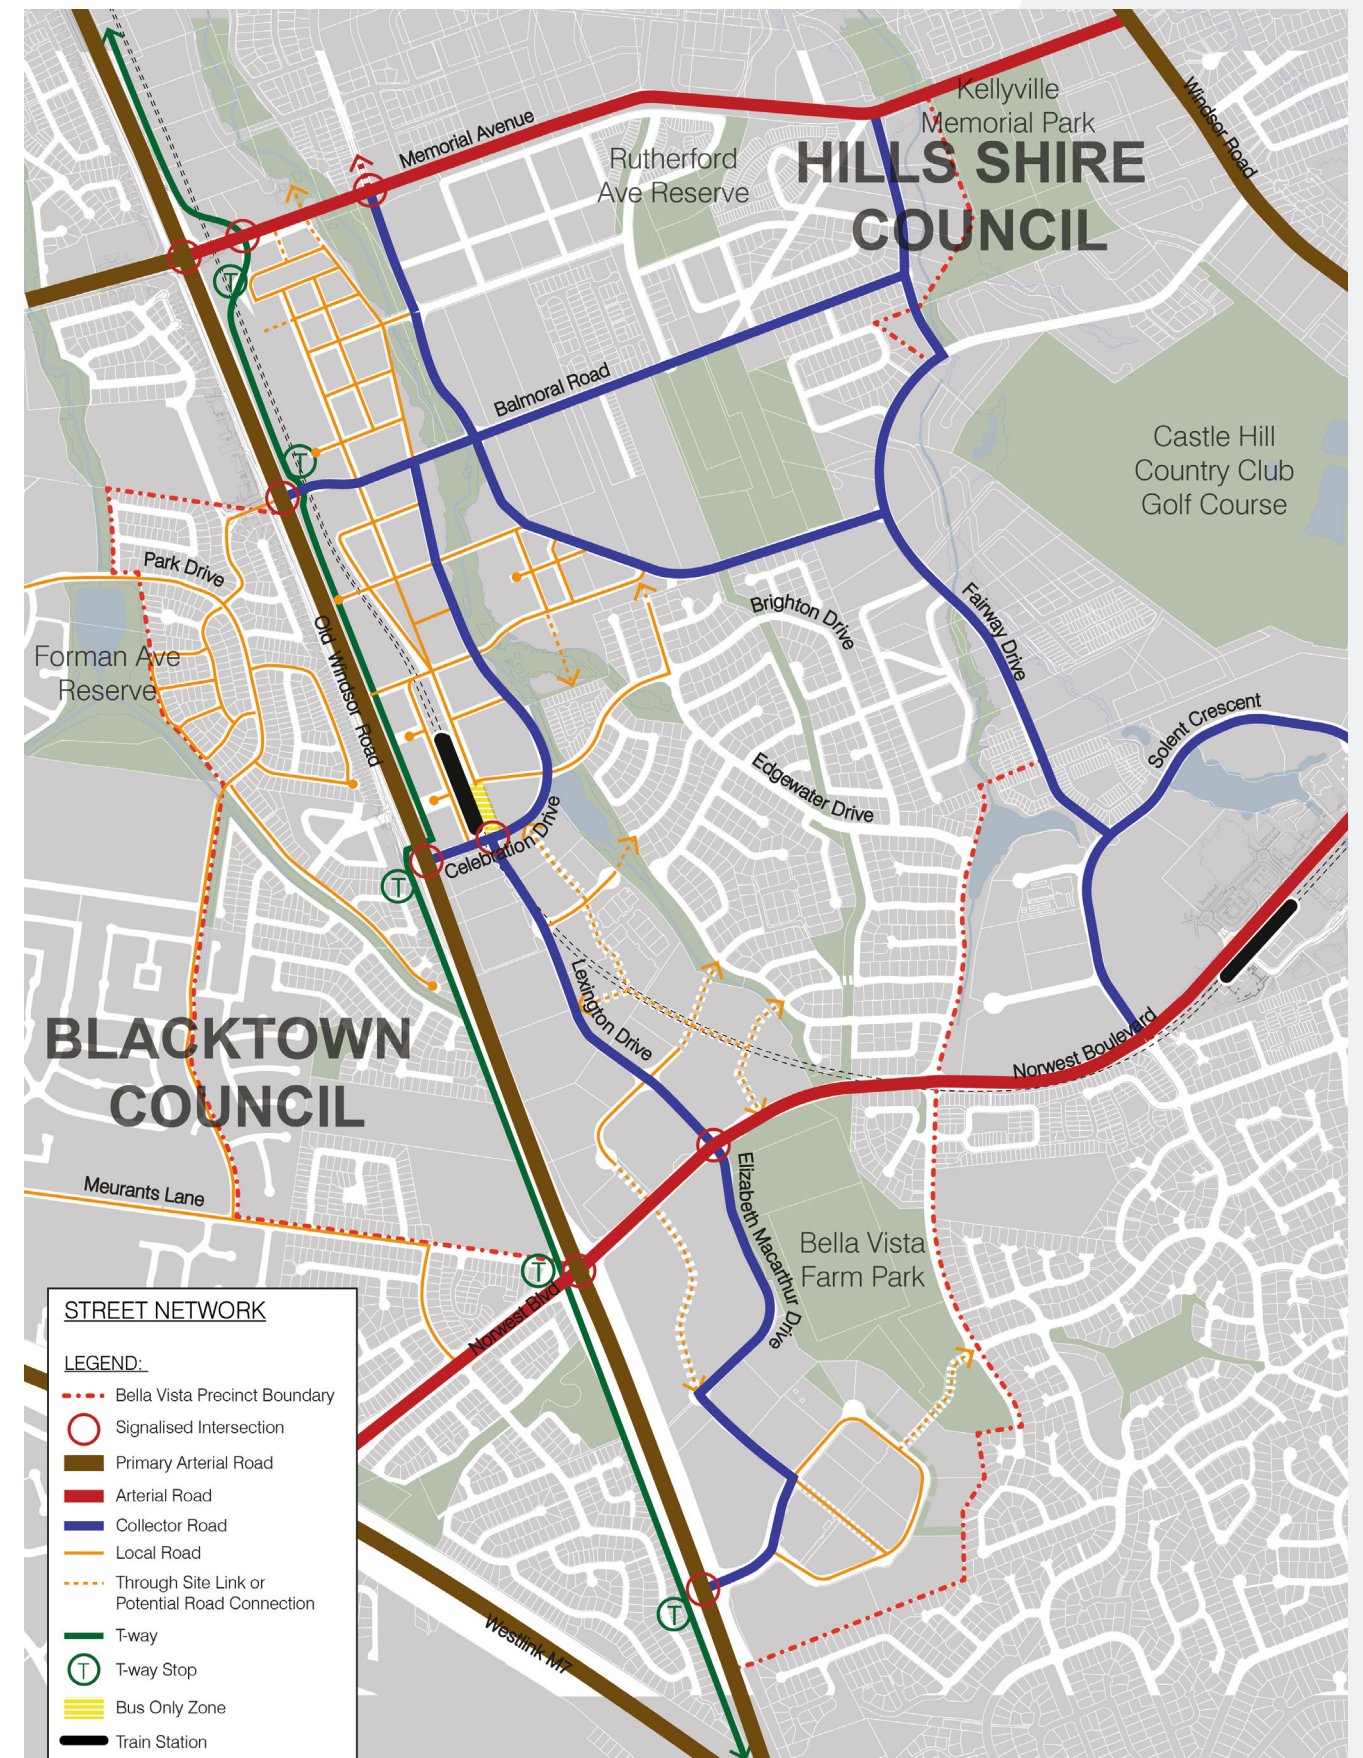 Kellyville
Memorial Park
Windsor Road
Memorial Avenue
Rutherford
Ave Reserve
HILLS SHIRE
COUNCIL
T
Balmoral Road
Castle Hill
Country Club
Golf Course
T
Park Drive
Old Windsor Road
Brighton Drive
Fairway Drive
Forman Ave
Reserve
Solent Crescent
Edgewater Drive
Celebration Drive
T
Lexington Drive
BLACKTOWN
COUNCIL
Norwest Boulevard
Meurants Lane
Elizabeth Macarthur Drive
Bella Vista
Farm Park
T
Norwest Blvd
STREET NETWORK
LEGEND:
Bella Vista Precinct Boundary
Signalised Intersection
Primary Arterial Road
Arterial Road
Collector Road
Local Road
Through Site Link or
Potential Road Connection
T-way
T T-way Stop
Bus Only Zone
Train Station
T
Westlink M7